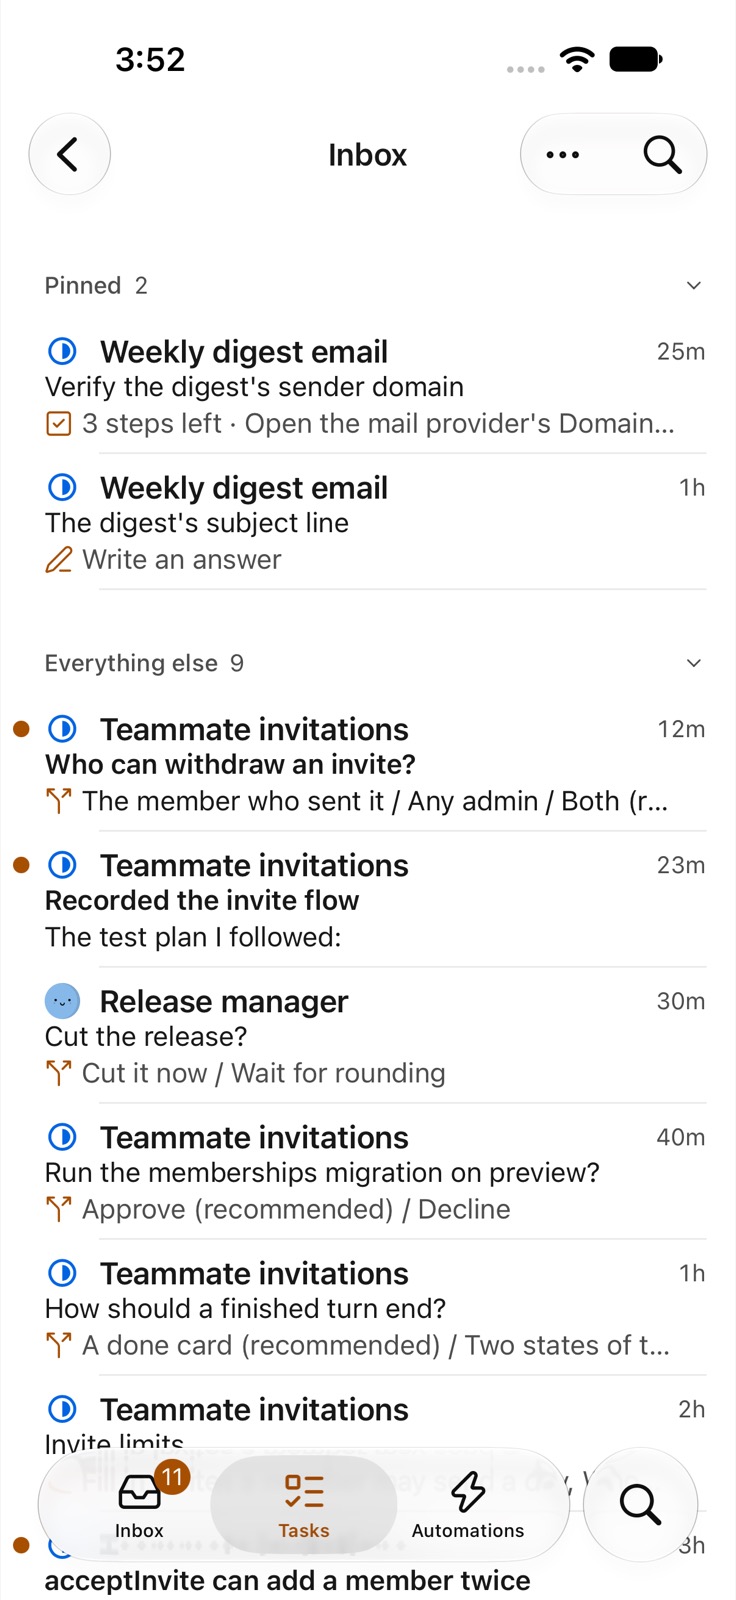 3:52
Inbox
Pinned 2
Weekly digest email 25m
Verify the digest's sender domain
3 steps left · Open the mail provider's Domain...
Weekly digest email 1h
The digest's subject line
Write an answer
Everything else 9
Teammate invitations 12m
Who can withdraw an invite?
The member who sent it / Any admin / Both (r...
Teammate invitations 23m
Recorded the invite flow
The test plan I followed:
Release manager 30m
Cut the release?
Cut it now / Wait for rounding
Teammate invitations 40m
Run the memberships migration on preview?
Approve (recommended) / Decline
Teammate invitations 1h
How should a finished turn end?
A done card (recommended) / Two states of t...
Teammate invitations 2h
Invite limits
11
Inbox Tasks Automations
3h
acceptInvite can add a member twice